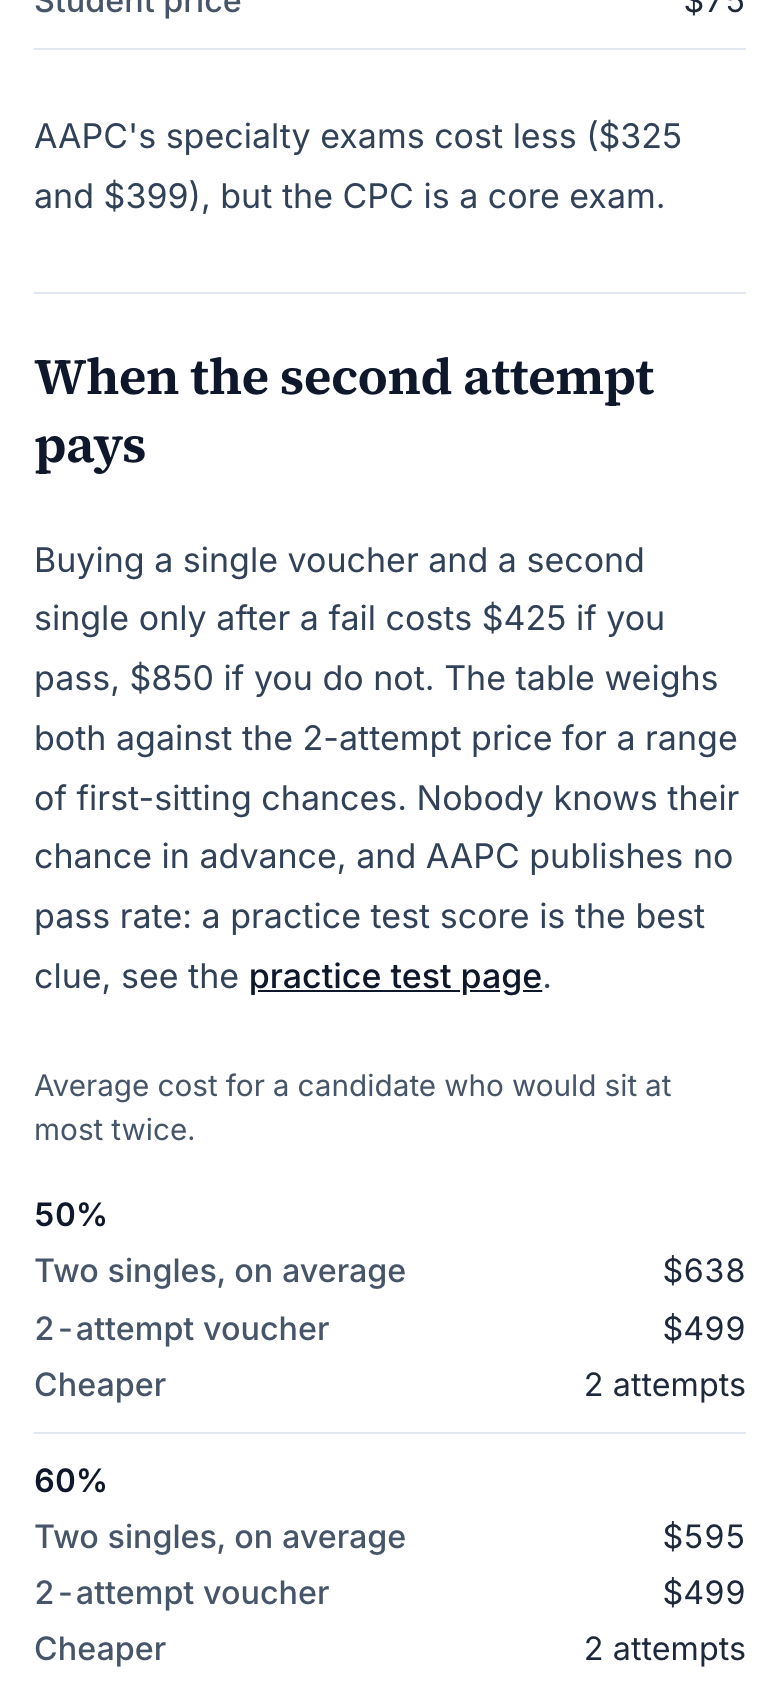 Student price $75
AAPC's specialty exams cost less ($325
and $399), but the CPC is a core exam.
When the second attempt
pays
Buying a single voucher and a second
single only after a fail costs $425 if you
pass, $850 if you do not. The table weighs
both against the 2-attempt price for a range
of first-sitting chances. Nobody knows their
chance in advance, and AAPC publishes no
pass rate: a practice test score is the best
clue, see the practice test page.
Average cost for a candidate who would sit at
most twice.
50%
Two singles, on average $638
2-attempt voucher $499
Cheaper 2 attempts
60%
Two singles, on average $595
2-attempt voucher $499
Cheaper 2 attempts